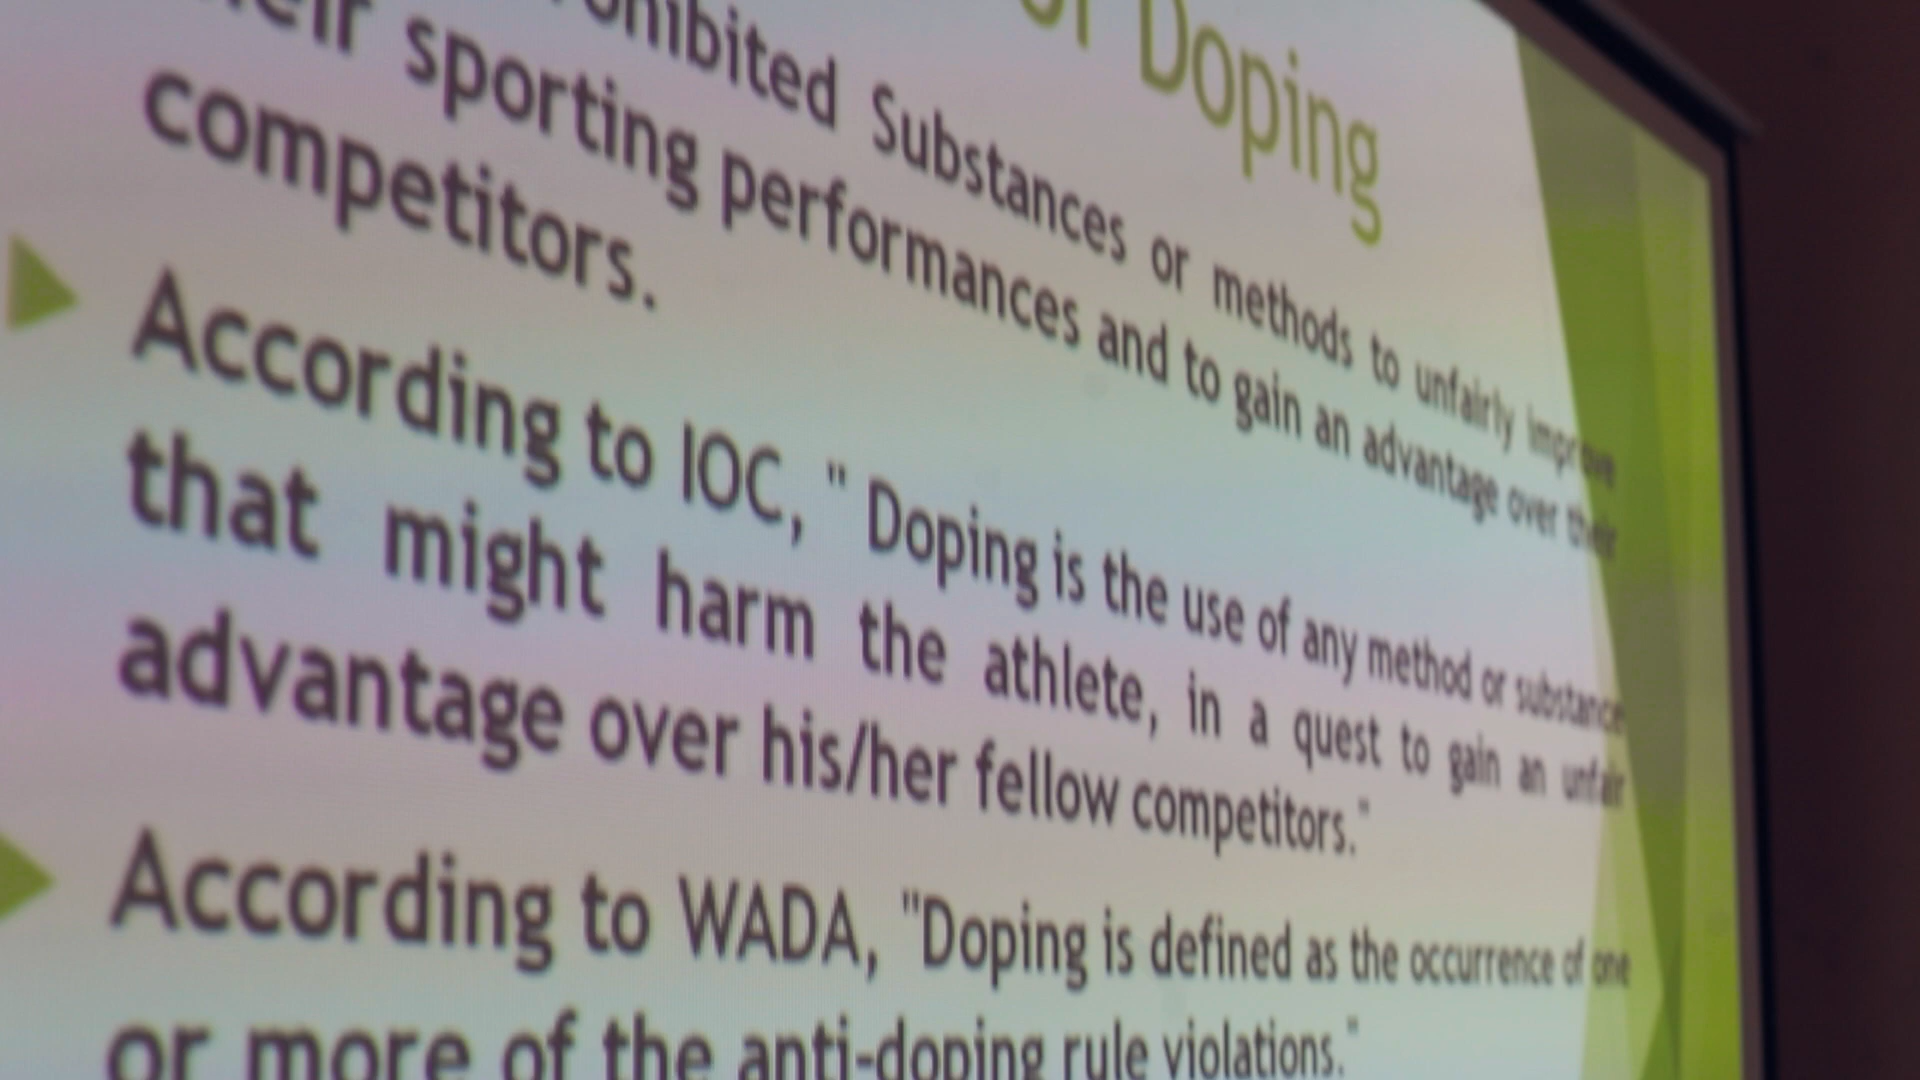 of Doping
Substances or methods to unfairly improve
sporting performances and to gain an advantage over their
competitors.
According to IOC, " Doping is the use of any method or substance
that might harm the athlete, in a quest to gain an unfair
advantage over his/her fellow competitors."
According to WADA, "Doping is defined as the occurrence of one
or more of the anti-doping rule violations."